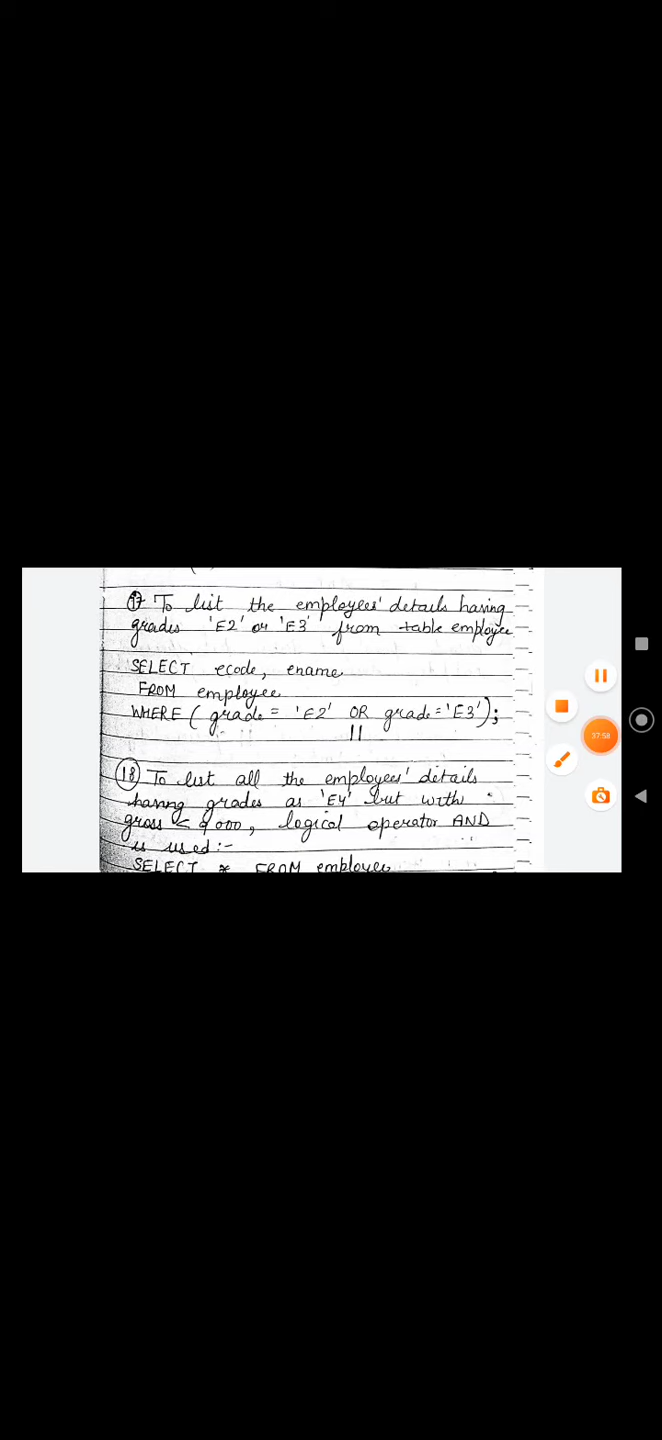 17 To list the employees' details having
grades 'E2' or 'E3' from table employee
SELECT ecode, ename
FROM employee
WHERE ( grade = 'E2' OR grade = 'E3');
||
18 To list all the employees' details
having grades as 'E4' but with
gross < 9000, logical operator AND
is used:-
SELECT * FROM employee
37:58